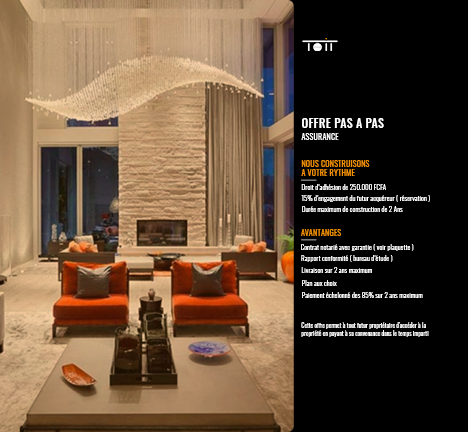 OFFRE PAS A PAS
ASSURANCE
NOUS CONSTRUISONS
A VOTRE RYTHME
Droit d'adhésion de 250.000 FCFA
15% d'engagement du futur acquéreur ( réservation )
Durée maximum de construction de 2 Ans
AVANTANGES
Contrat notarié avec garantie ( voir plaquette )
Rapport conformité ( bureau d'étude )
Livraison sur 2 ans maximum
Plan aux choix
Paiement échelonné des 85% sur 2 ans maximum
Cette offre permet à tout futur propriétaire d'accéder à la
propriété en payant à sa convenance dans le temps imparti